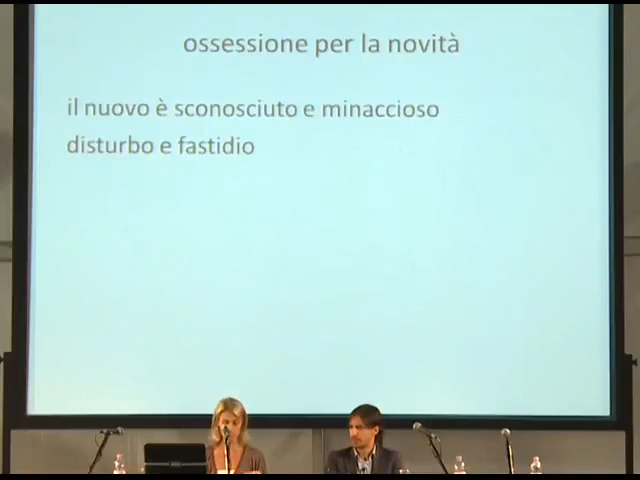 ossessione per la novità
il nuovo è sconosciuto e minaccioso
disturbo e fastidio